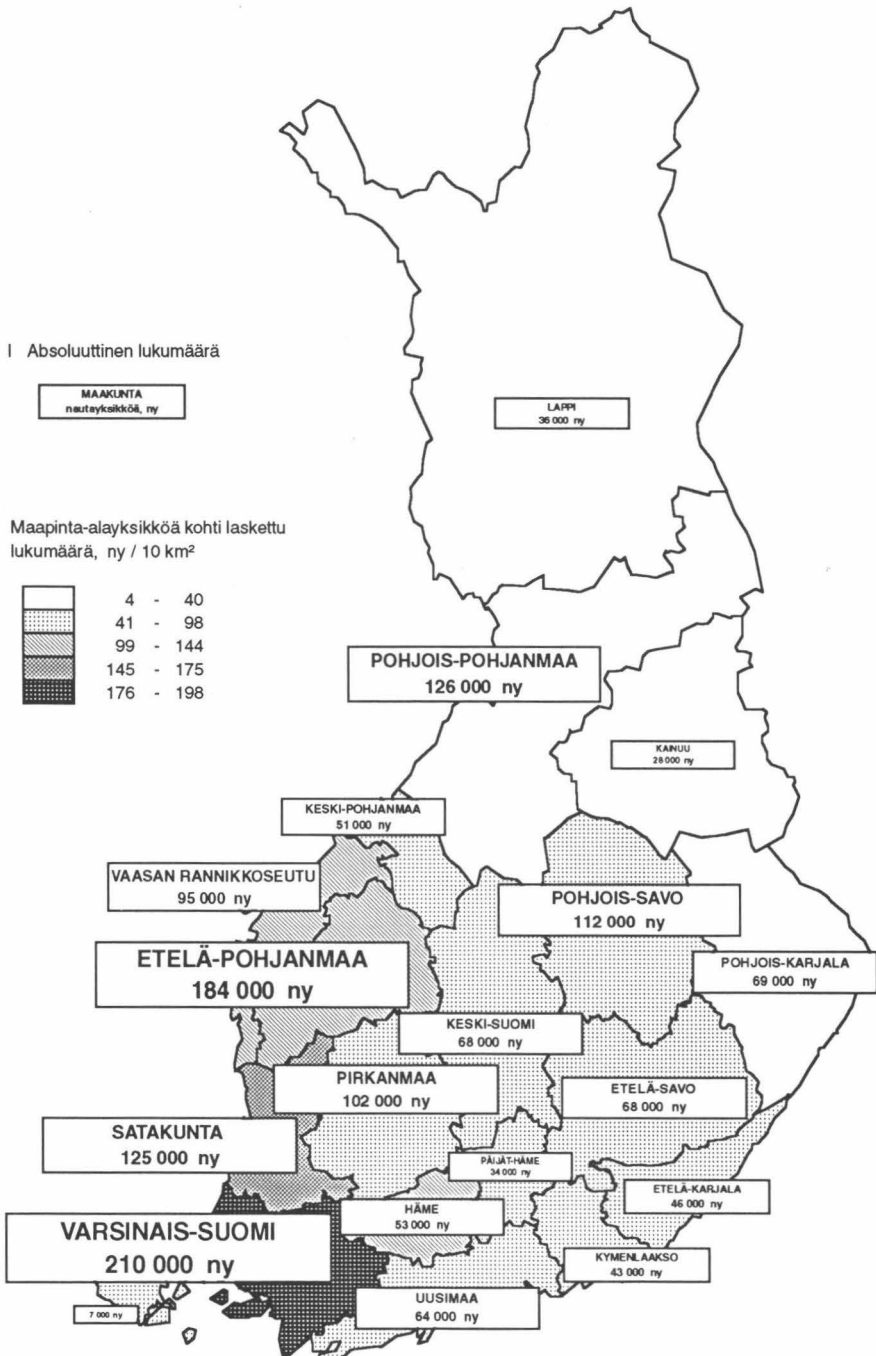 I Absoluuttinen lukumäärä
MAAKUNTA
nautayksikköä, ny
Maapinta-alayksikköä kohti laskettu
lukumäärä, ny / 10 km²
4 - 40
41 - 98
99 - 144
145 - 175
176 - 198
LAPPI
36 000 ny
POHJOIS-POHJANMAA
126 000 ny
KAINUU
28 000 ny
KESKI-POHJANMAA
51 000 ny
VAASAN RANNIKKOSEUTU
95 000 ny
POHJOIS-SAVO
112 000 ny
ETELÄ-POHJANMAA
184 000 ny
POHJOIS-KARJALA
69 000 ny
KESKI-SUOMI
68 000 ny
PIRKANMAA
102 000 ny
ETELÄ-SAVO
68 000 ny
SATAKUNTA
125 000 ny
PÄIJÄT-HÄME
34 000 ny
ETELÄ-KARJALA
46 000 ny
HÄME
53 000 ny
VARSINAIS-SUOMI
210 000 ny
KYMENLAAKSO
43 000 ny
UUSIMAA
64 000 ny
7 000 ny